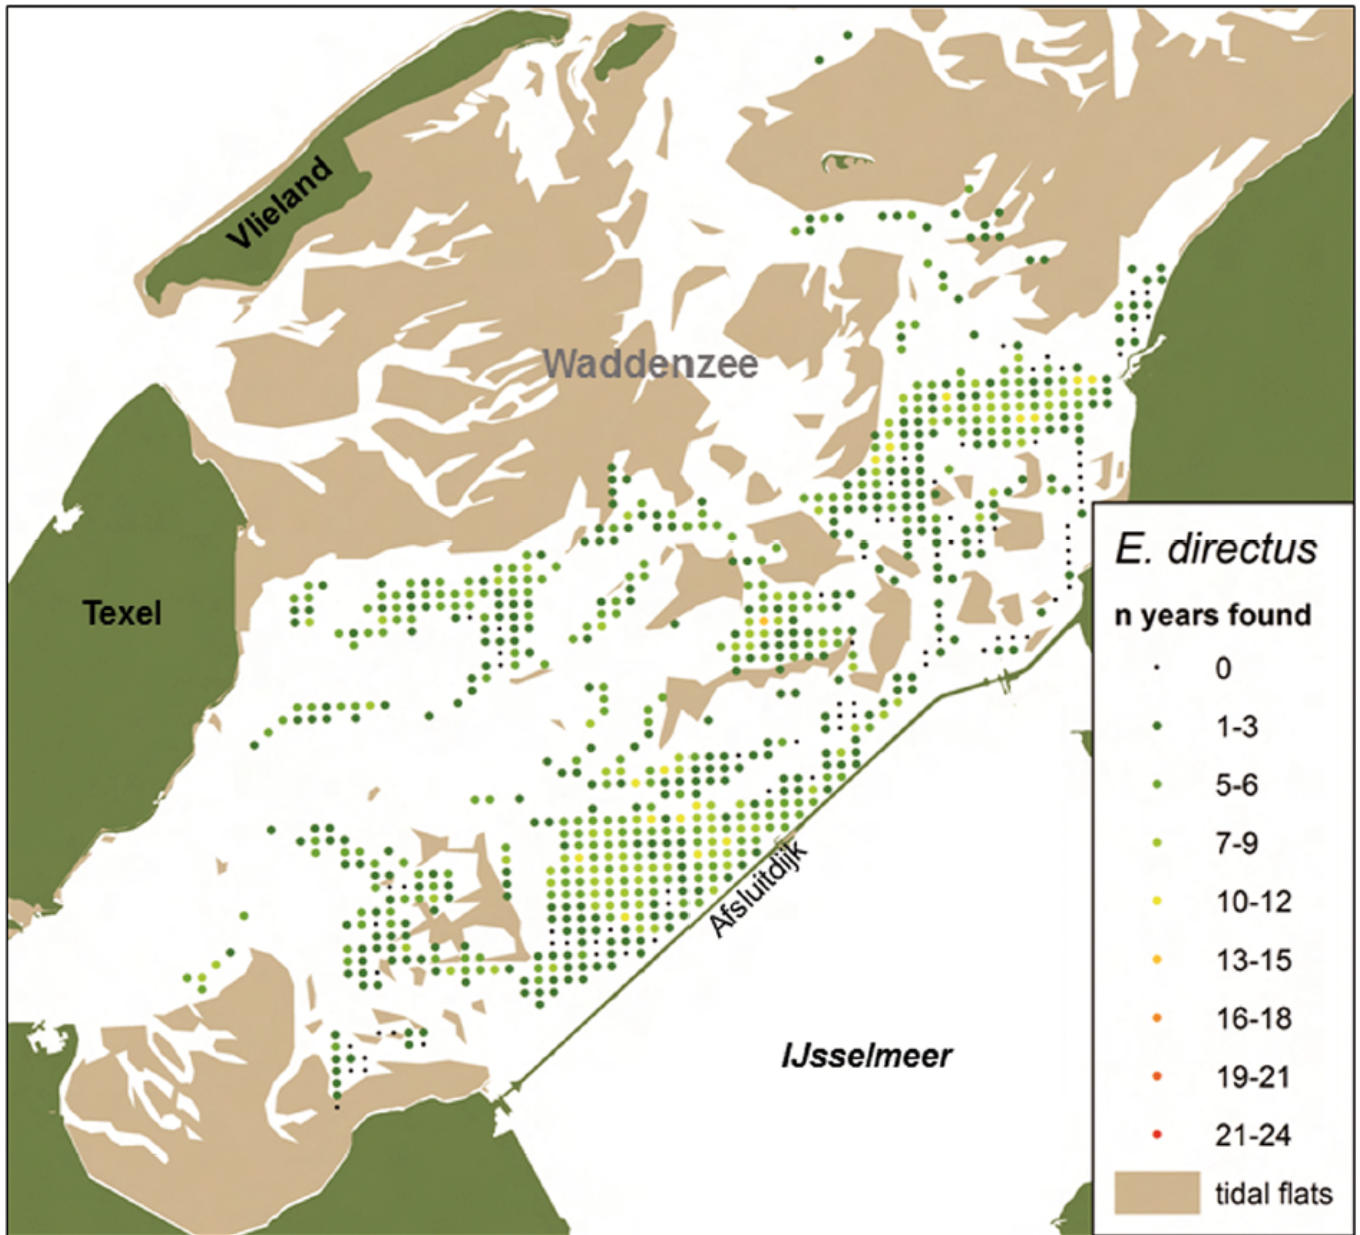 Vlieland
Waddenzee
Texel
Afsluitdijk
IJsselmeer
E. directus
n years found
0
1-3
5-6
7-9
10-12
13-15
16-18
19-21
21-24
tidal flats